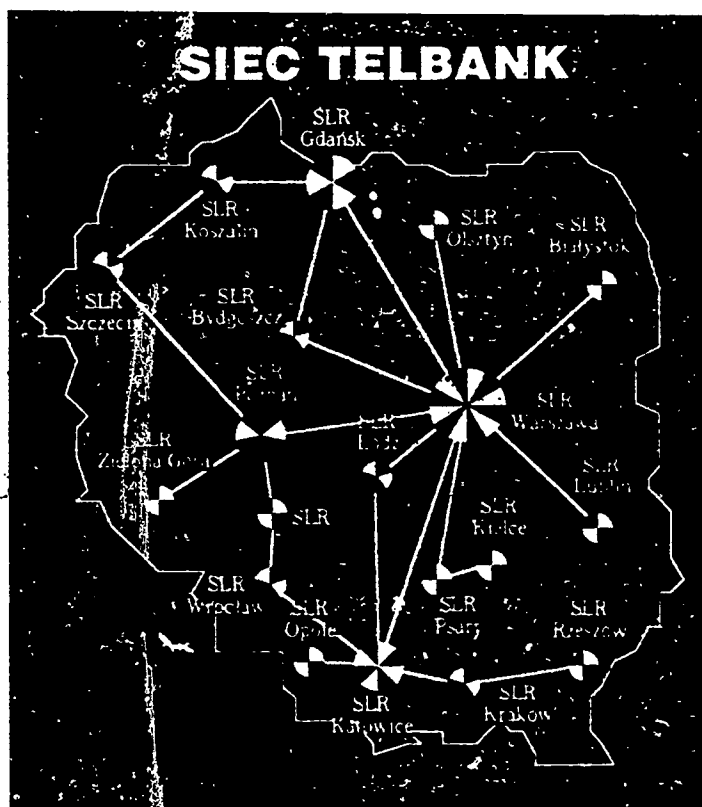 SIEC TELBANK
SLR
Gdańsk
SLR
Koszalin
SLR
Olsztyn
SLR
Białystok
SLR
Szczecin
SLR
Bydgoszcz
SLR
Poznań
SLR
Łódź
SLR
Warszawa
SLR
Zielona Góra
SLR
Lublin
SLR
SLR
Kielce
SLR
Wrocław
SLR
Opole
SLR
Psary
SLR
Rzeszów
SLR
Katowice
SLR
Kraków